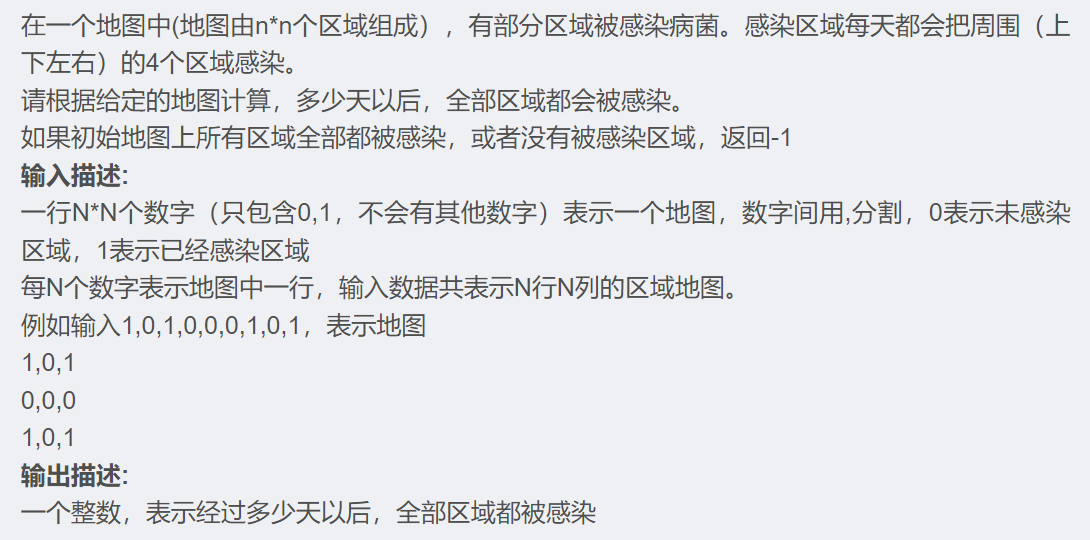 在一个地图中(地图由n*n个区域组成），有部分区域被感染病菌。感染区域每天都会把周围（上
下左右）的4个区域感染。
请根据给定的地图计算，多少天以后，全部区域都会被感染。
如果初始地图上所有区域全部都被感染，或者没有被感染区域，返回-1
输入描述:
一行N*N个数字（只包含0,1，不会有其他数字）表示一个地图，数字间用,分割，0表示未感染
区域，1表示已经感染区域
每N个数字表示地图中一行，输入数据共表示N行N列的区域地图。
例如输入1,0,1,0,0,0,1,0,1，表示地图
1,0,1
0,0,0
1,0,1
输出描述:
一个整数，表示经过多少天以后，全部区域都被感染